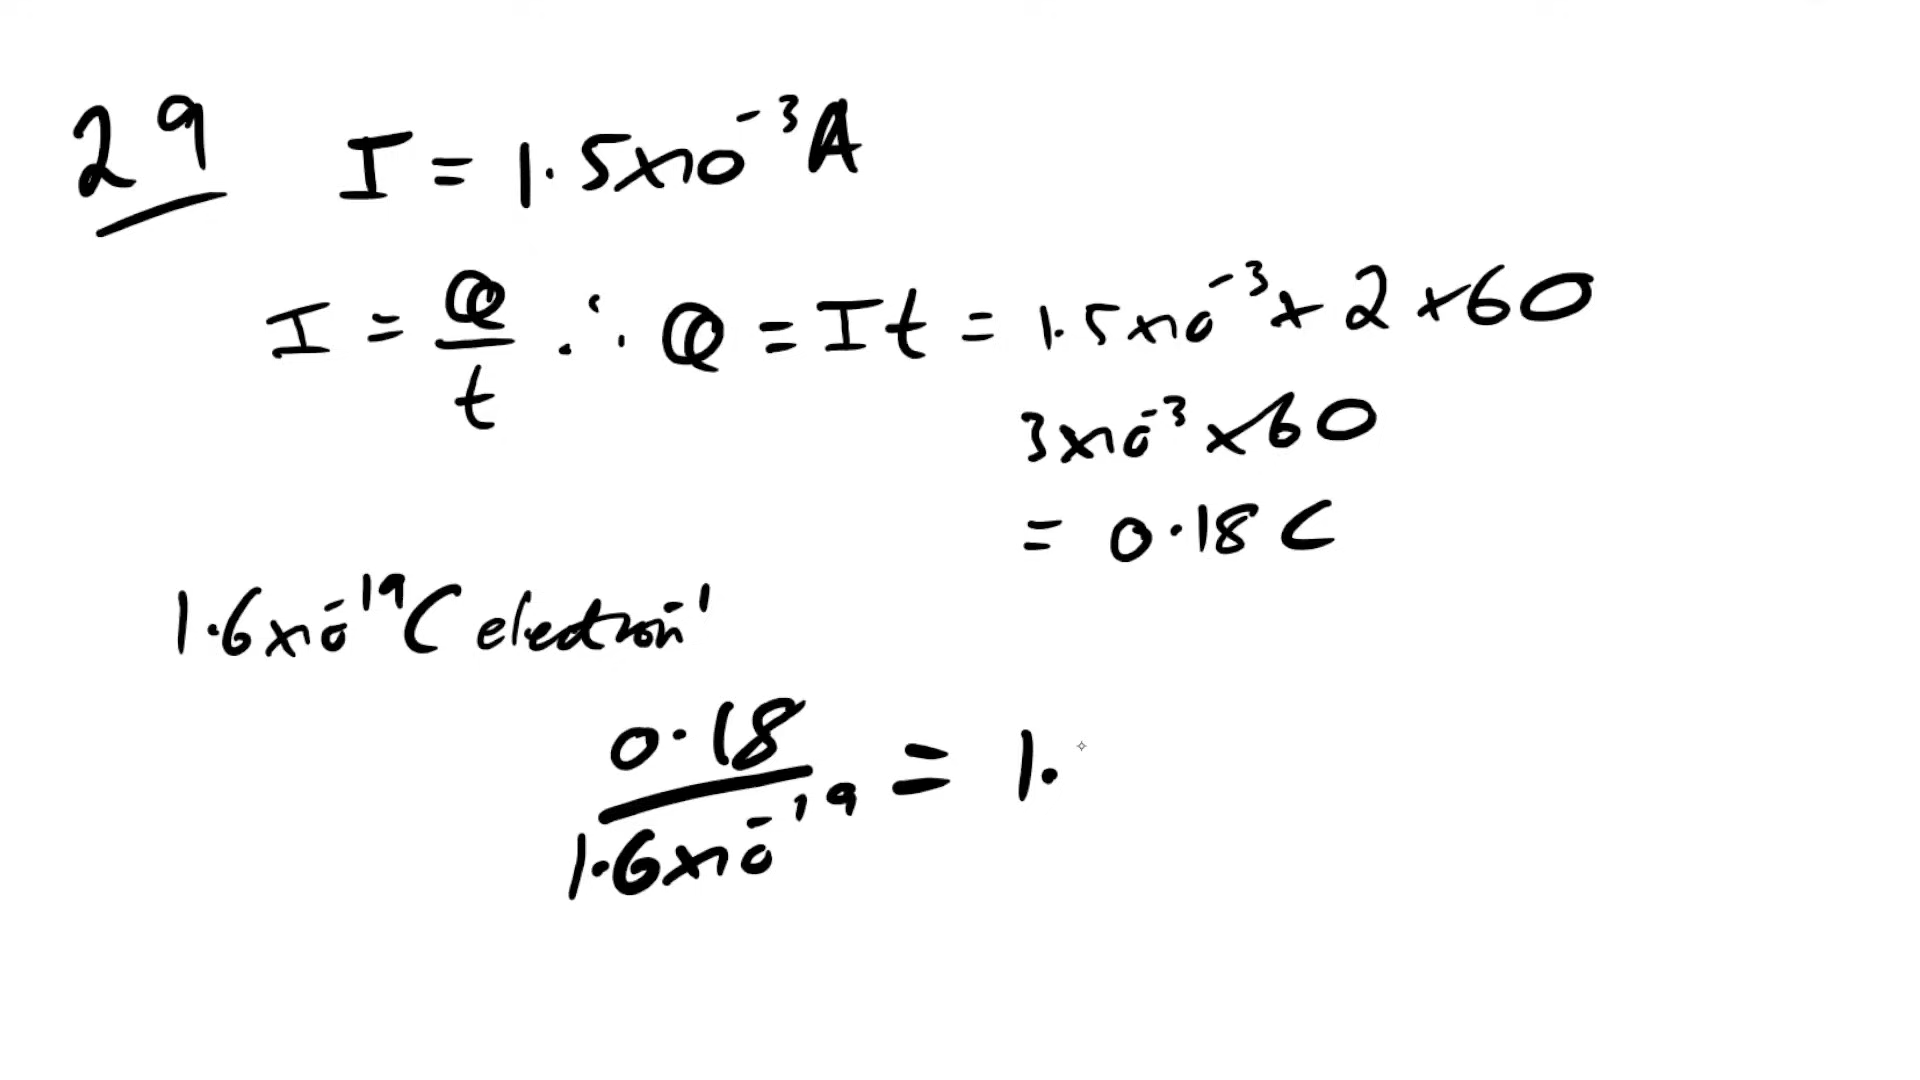 29 I = 1.5x10⁻³A
I = Q/t ∴ Q = It = 1.5x10⁻³ x 2 x 60
3x10⁻³ x 60
= 0.18 C
1.6x10⁻¹⁹C electron⁻¹
0.18/1.6x10⁻¹⁹ = 1.